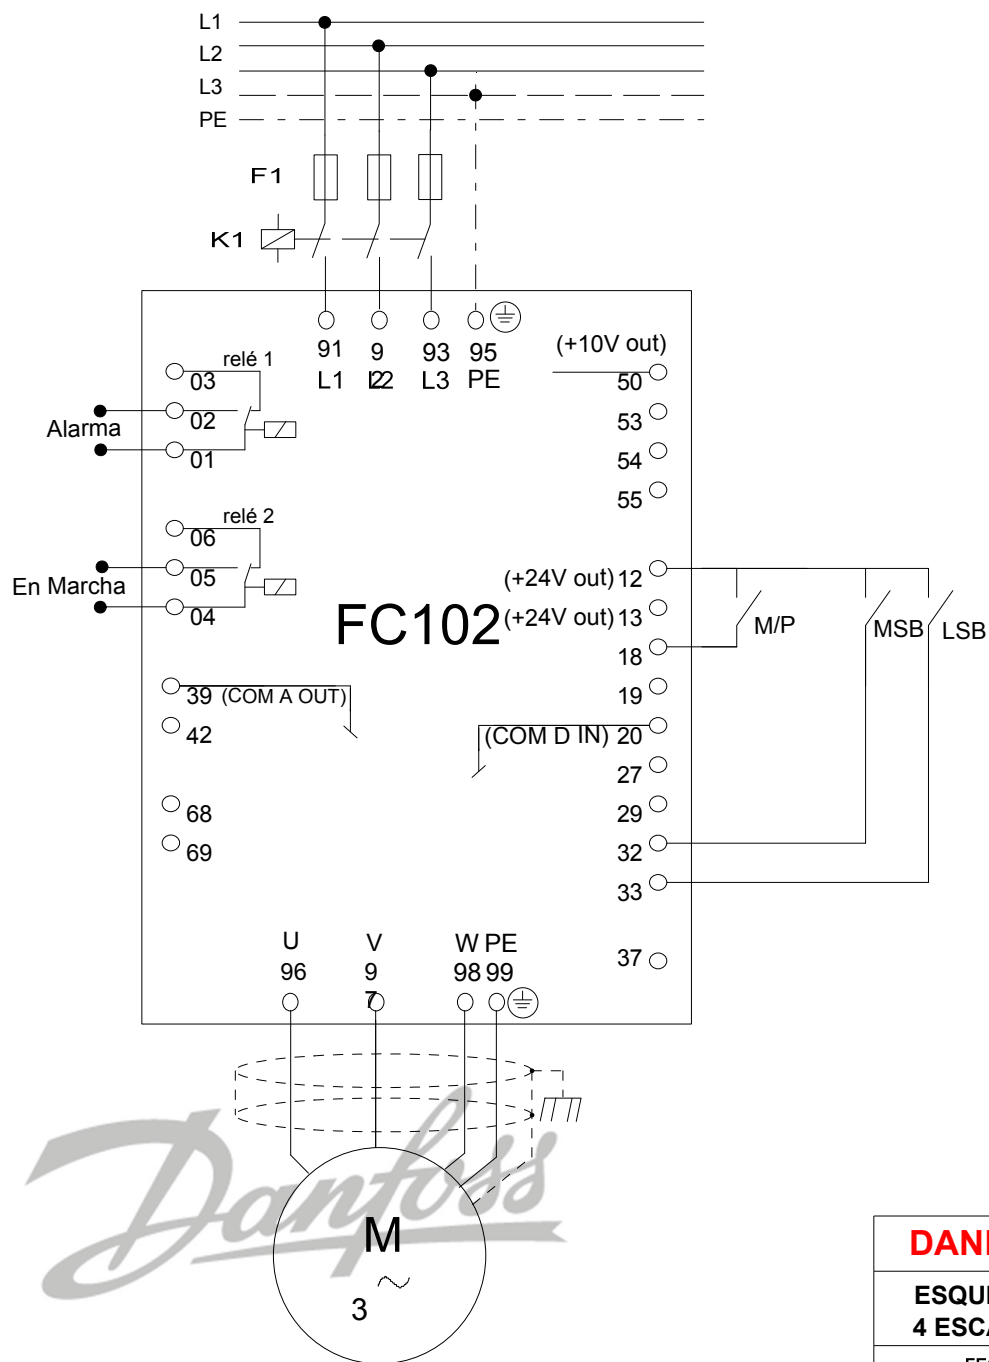 L1
L2
L3
PE
F1
K1
91 92 93 95
L1 L2 L3 PE
(+10V out)
50
53
54
55
relé 1
03
02
01
Alarma
relé 2
06
05
04
En Marcha
FC102
(+24V out) 12
(+24V out) 13
18
19
(COM D IN) 20
27
29
32
33
37
M/P
MSB
LSB
39 (COM A OUT)
42
68
69
U V W PE
96 97 98 99
Danfoss
M
3
DAN
ESQU
4 ESCA